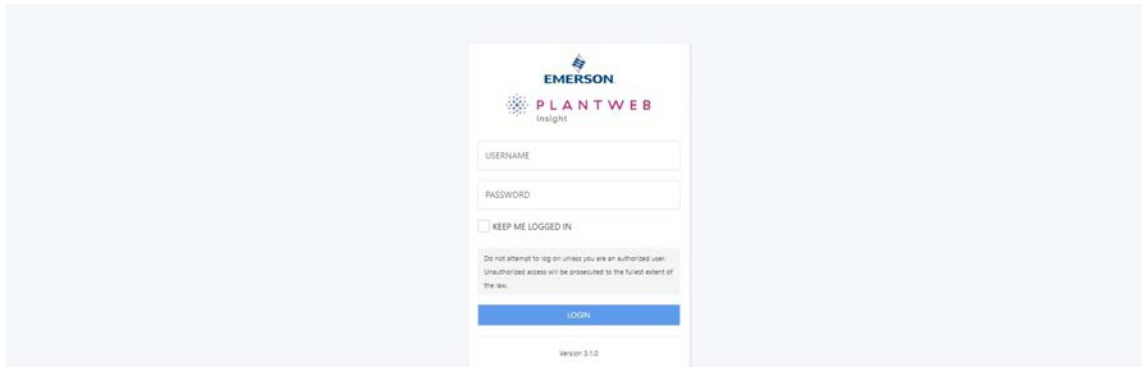 EMERSON
PLANTWEB
insight
USERNAME
PASSWORD
KEEP ME LOGGED IN
Do not attempt to log on unless you are an authorized user.
Unauthorized access will be prosecuted to the fullest extent of
the law.
LOGIN
Version 3.1.0